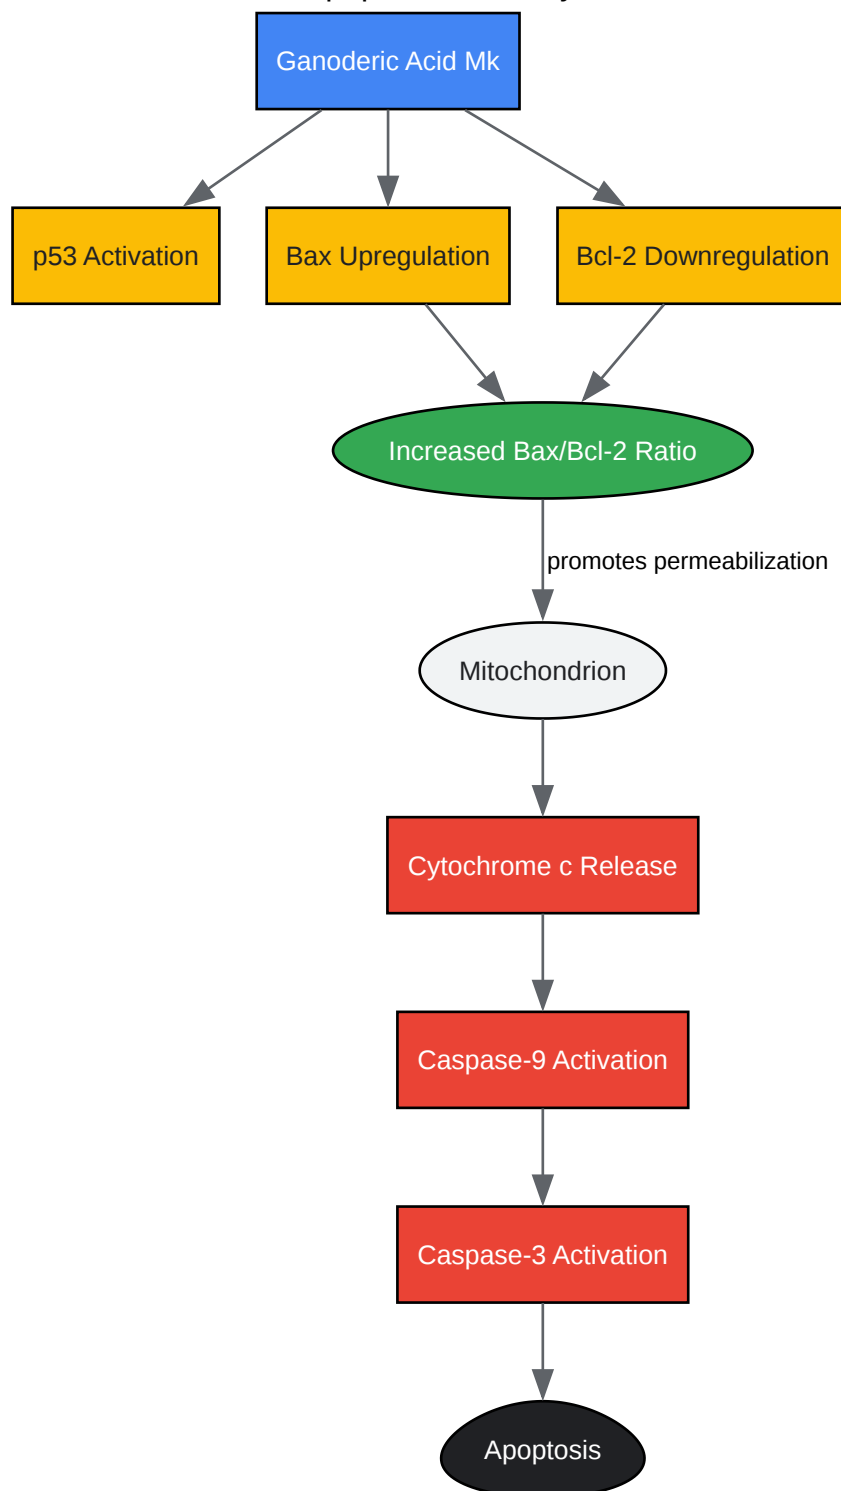 Ganoderic Acid Mk
p53 Activation
Bax Upregulation
Bcl-2 Downregulation
Increased Bax/Bcl-2 Ratio
promotes permeabilization
Mitochondrion
Cytochrome c Release
Caspase-9 Activation
Caspase-3 Activation
Apoptosis